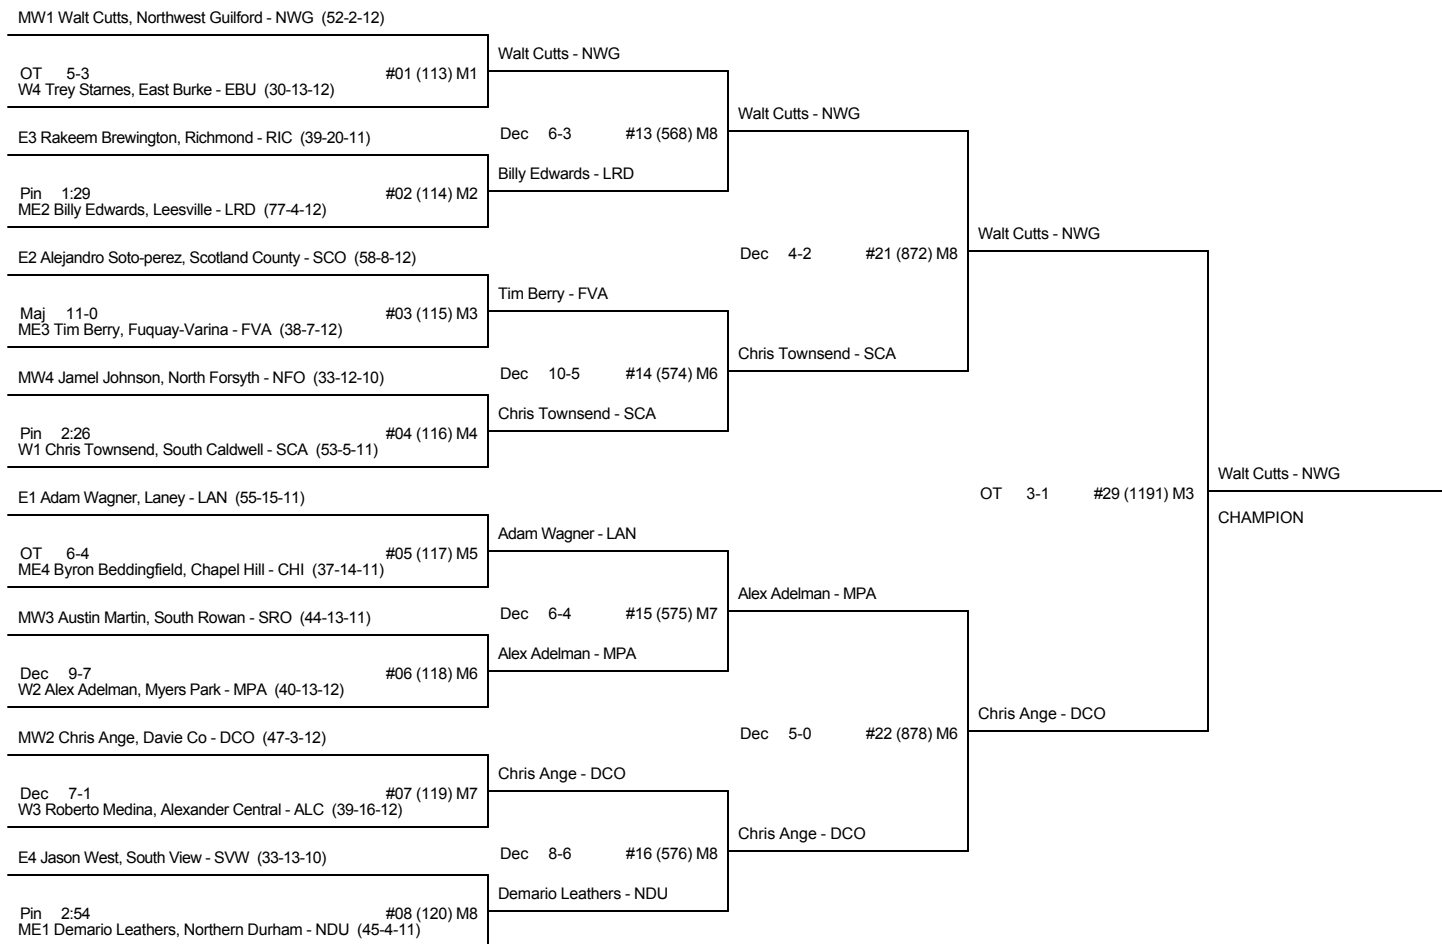 MW1 Walt Cutts, Northwest Guilford - NWG (52-2-12)
Walt Cutts - NWG
OT 5-3 #01 (113) M1
W4 Trey Starnes, East Burke - EBU (30-13-12)
Walt Cutts - NWG
E3 Rakeem Brewington, Richmond - RIC (39-20-11)
Dec 6-3 #13 (568) M8
Billy Edwards - LRD
Pin 1:29 #02 (114) M2
ME2 Billy Edwards, Leesville - LRD (77-4-12)
Walt Cutts - NWG
E2 Alejandro Soto-perez, Scotland County - SCO (58-8-12)
Dec 4-2 #21 (872) M8
Tim Berry - FVA
Maj 11-0 #03 (115) M3
ME3 Tim Berry, Fuquay-Varina - FVA (38-7-12)
Chris Townsend - SCA
MW4 Jamel Johnson, North Forsyth - NFO (33-12-10)
Dec 10-5 #14 (574) M6
Chris Townsend - SCA
Pin 2:26 #04 (116) M4
W1 Chris Townsend, South Caldwell - SCA (53-5-11)
Walt Cutts - NWG
E1 Adam Wagner, Laney - LAN (55-15-11)
OT 3-1 #29 (1191) M3
CHAMPION
Adam Wagner - LAN
OT 6-4 #05 (117) M5
ME4 Byron Beddingfield, Chapel Hill - CHI (37-14-11)
Alex Adelman - MPA
MW3 Austin Martin, South Rowan - SRO (44-13-11)
Dec 6-4 #15 (575) M7
Alex Adelman - MPA
Dec 9-7 #06 (118) M6
W2 Alex Adelman, Myers Park - MPA (40-13-12)
Chris Ange - DCO
MW2 Chris Ange, Davie Co - DCO (47-3-12)
Dec 5-0 #22 (878) M6
Chris Ange - DCO
Dec 7-1 #07 (119) M7
W3 Roberto Medina, Alexander Central - ALC (39-16-12)
Chris Ange - DCO
E4 Jason West, South View - SVW (33-13-10)
Dec 8-6 #16 (576) M8
Demario Leathers - NDU
Pin 2:54 #08 (120) M8
ME1 Demario Leathers, Northern Durham - NDU (45-4-11)